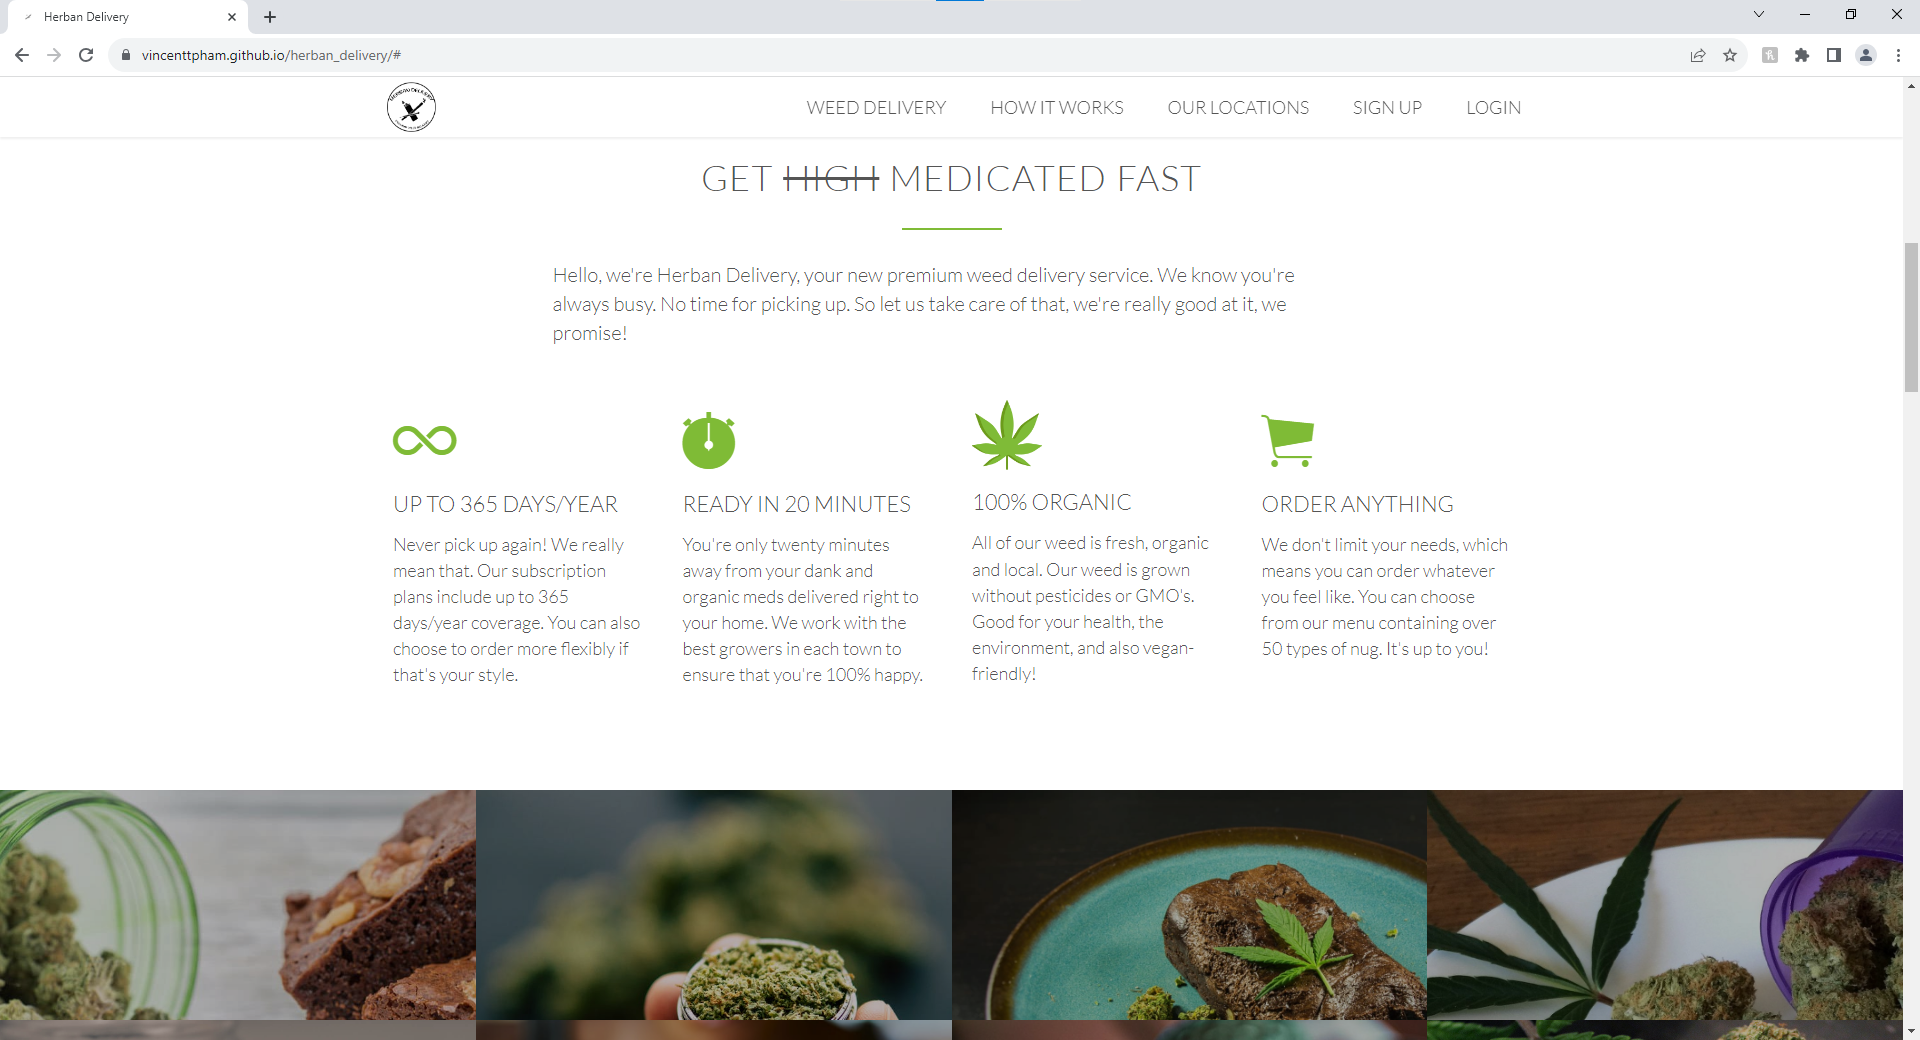 Herban Delivery
vincenttpham.github.io/herban_delivery/#
HERBAN DELIVERY
WEED DELIVERY
HOW IT WORKS
OUR LOCATIONS
SIGN UP
LOGIN
GET HIGH MEDICATED FAST
Hello, we're Herban Delivery, your new premium weed delivery service. We know you're
always busy. No time for picking up. So let us take care of that, we're really good at it, we
promise!
UP TO 365 DAYS/YEAR
Never pick up again! We really
mean that. Our subscription
plans include up to 365
days/year coverage. You can also
choose to order more flexibly if
that's your style.
READY IN 20 MINUTES
You're only twenty minutes
away from your dank and
organic meds delivered right to
your home. We work with the
best growers in each town to
ensure that you're 100% happy.
100% ORGANIC
All of our weed is fresh, organic
and local. Our weed is grown
without pesticides or GMO's.
Good for your health, the
environment, and also vegan-
friendly!
ORDER ANYTHING
We don't limit your needs, which
means you can order whatever
you feel like. You can choose
from our menu containing over
50 types of nug. It's up to you!